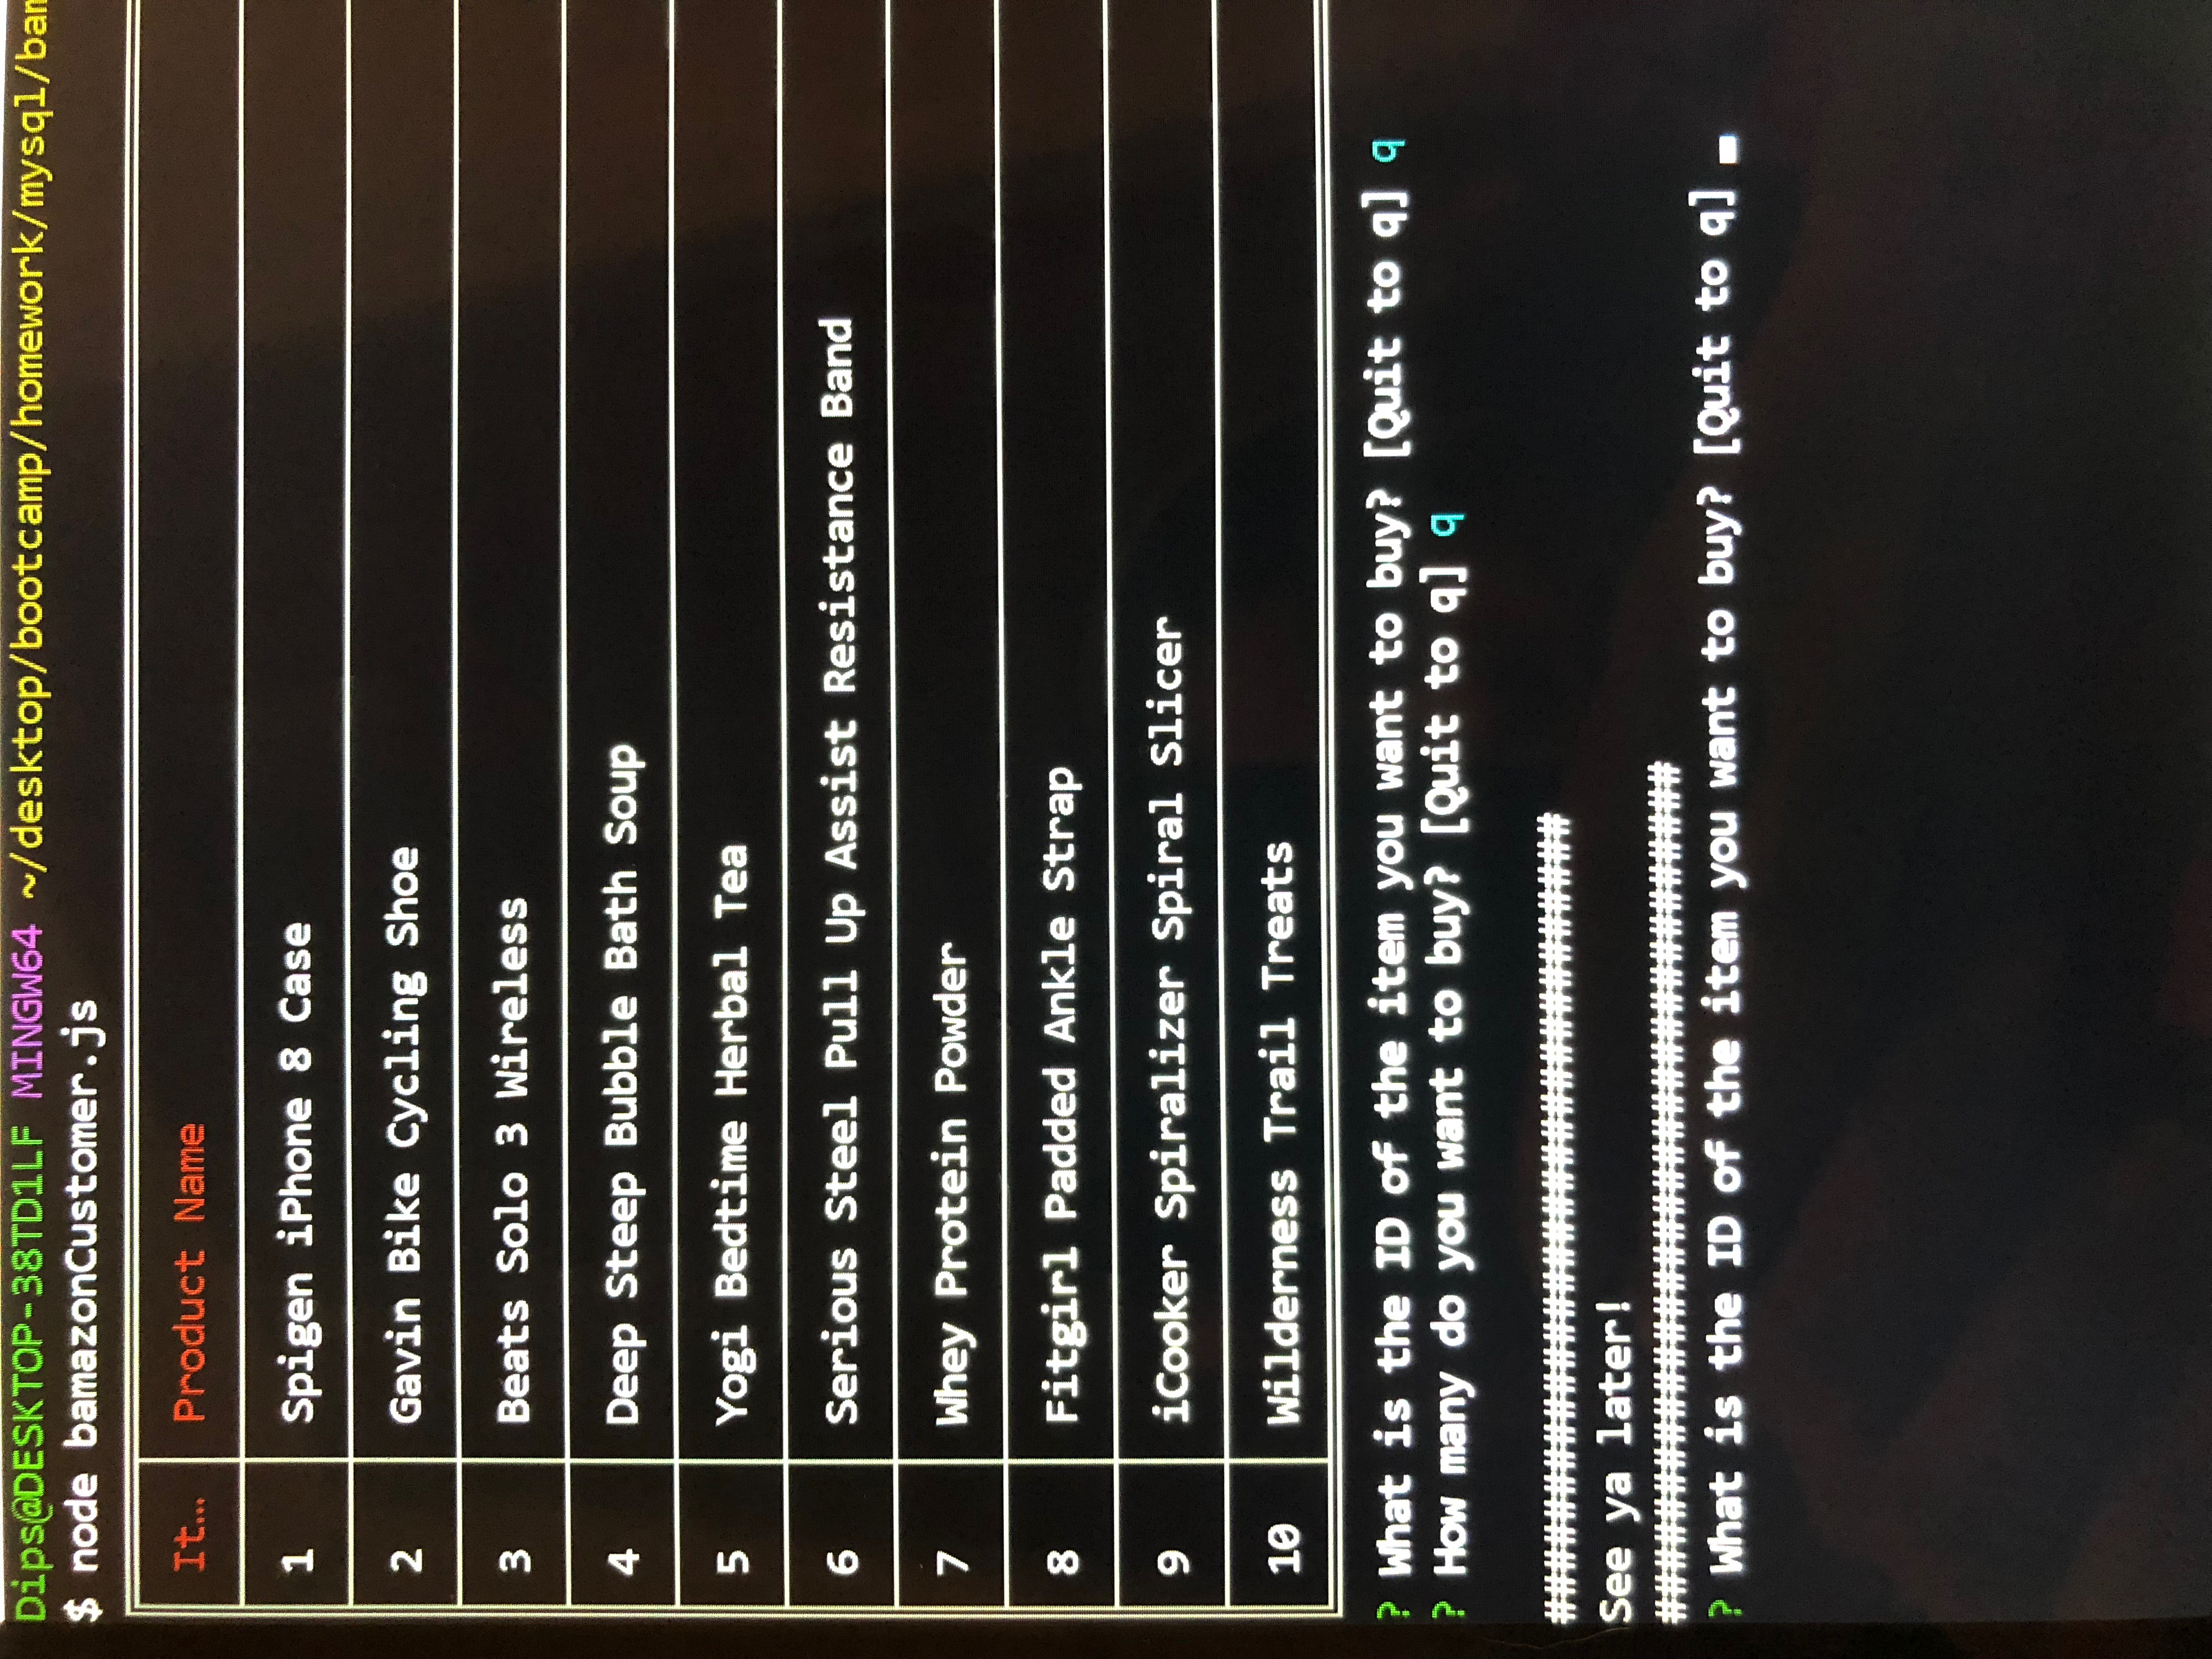 Dips@DESKTOP-38TD1LF MINGW64 ~/desktop/bootcamp/homework/mysql/bam
$ node bamazonCustomer.js
It… Product Name
1 Spigen iPhone 8 Case
2 Gavin Bike Cycling Shoe
3 Beats Solo 3 Wireless
4 Deep Steep Bubble Bath Soup
5 Yogi Bedtime Herbal Tea
6 Serious Steel Pull Up Assist Resistance Band
7 Whey Protein Powder
8 Fitgirl Padded Ankle Strap
9 iCooker Spiralizer Spiral Slicer
10 Wilderness Trail Treats
? What is the ID of the item you want to buy? [Quit to q] q
? How many do you want to buy? [Quit to q] q
################################
See ya later!
##################################
? What is the ID of the item you want to buy? [Quit to q]